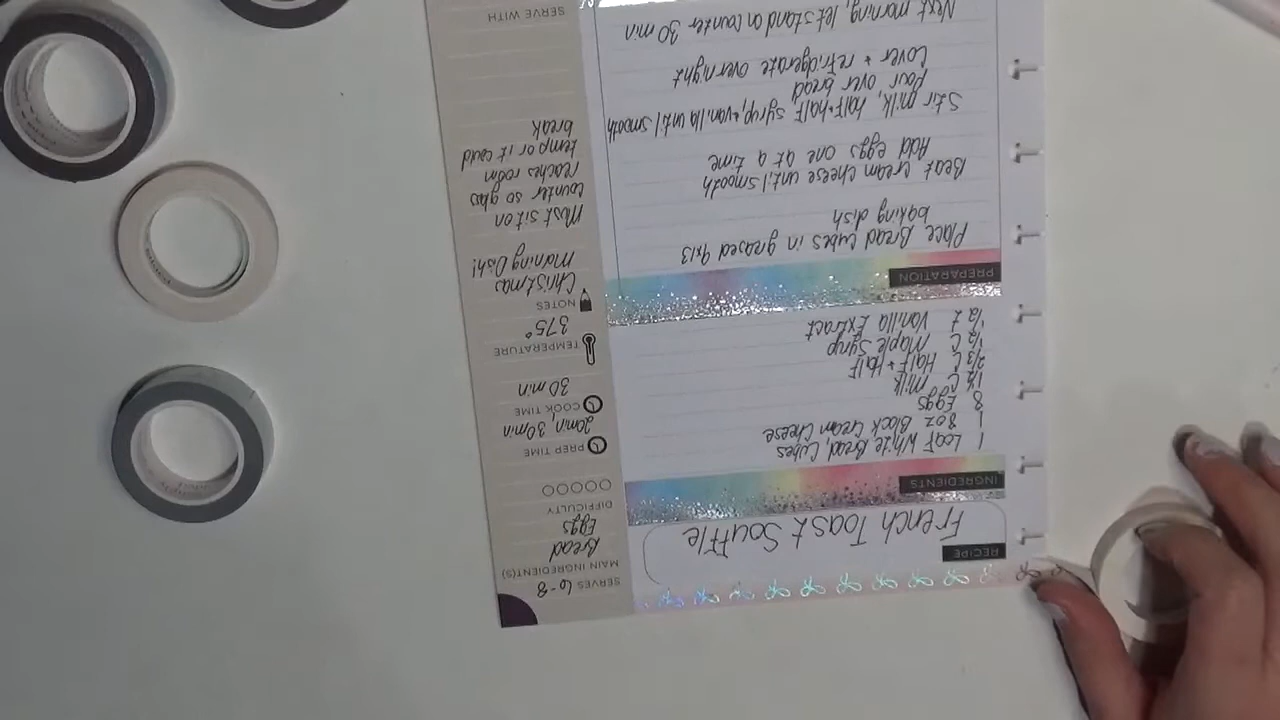 RECIPE
French Toast Souffle
INGREDIENTS
1 Loaf White Bread, Cubes
1 8oz Block Cream Cheese
8 Eggs
1½ C Milk
2/3 C Half + Half
1/2 C Maple Syrup
1/2 t Vanilla Extract
PREPARATION
Place Bread Cubes in greased 9x13
baking dish
Beat cream cheese until smooth
Add eggs one at a time
Stir milk, half+half syrup,+vanilla until smooth
Pour over bread
Cover + refridgerate overnight
Next morning, let stand on counter 30 min
SERVES 6-8
MAIN INGREDIENT(S)
Bread
Eggs
DIFFICULTY
PREP TIME
20min, 30min
COOK TIME
30 min
TEMPERATURE
375°
NOTES
Christmas
Morning Dish!
Must sit on
counter so glass
reaches room
temp or it could
break
SERVE WITH